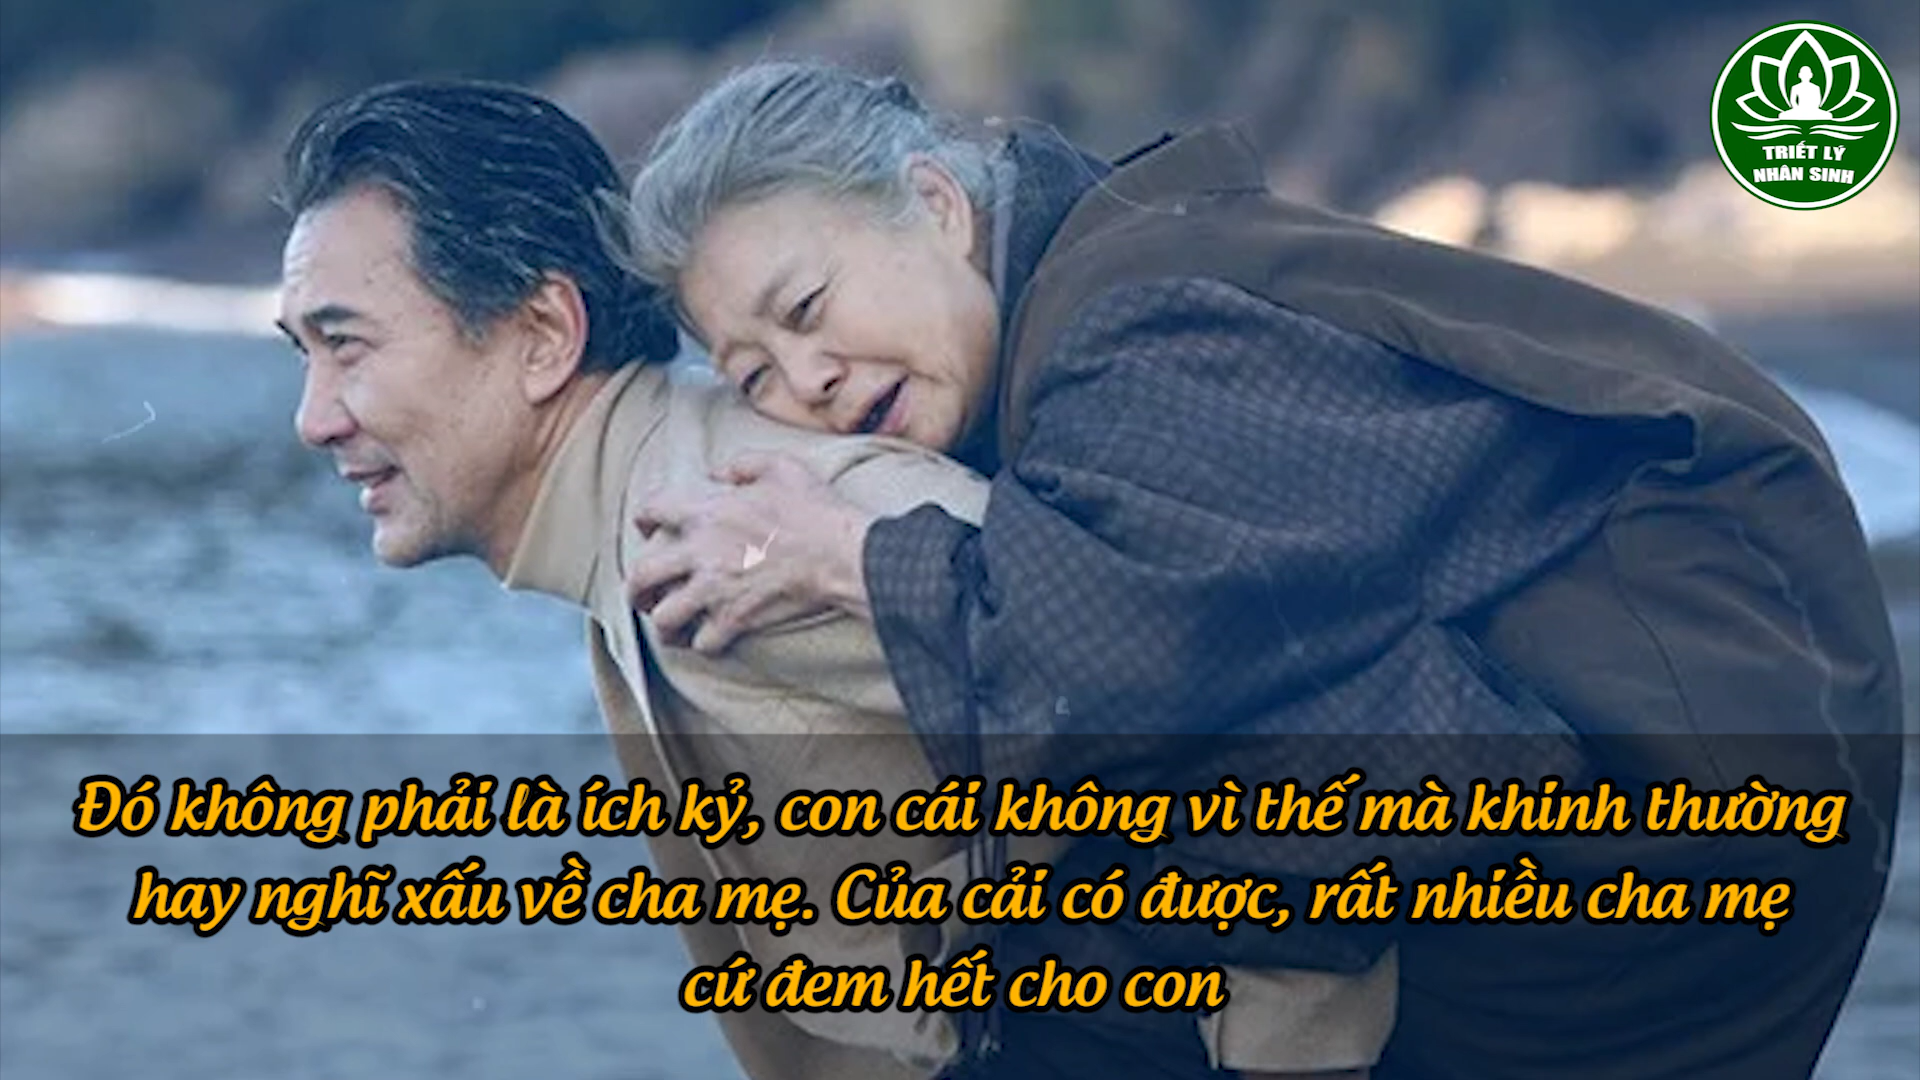 TRIẾT LÝ
NHÂN SINH
Đó không phải là ích kỷ, con cái không vì thế mà khinh thường
hay nghĩ xấu về cha mẹ. Của cải có được, rất nhiều cha mẹ
cứ đem hết cho con